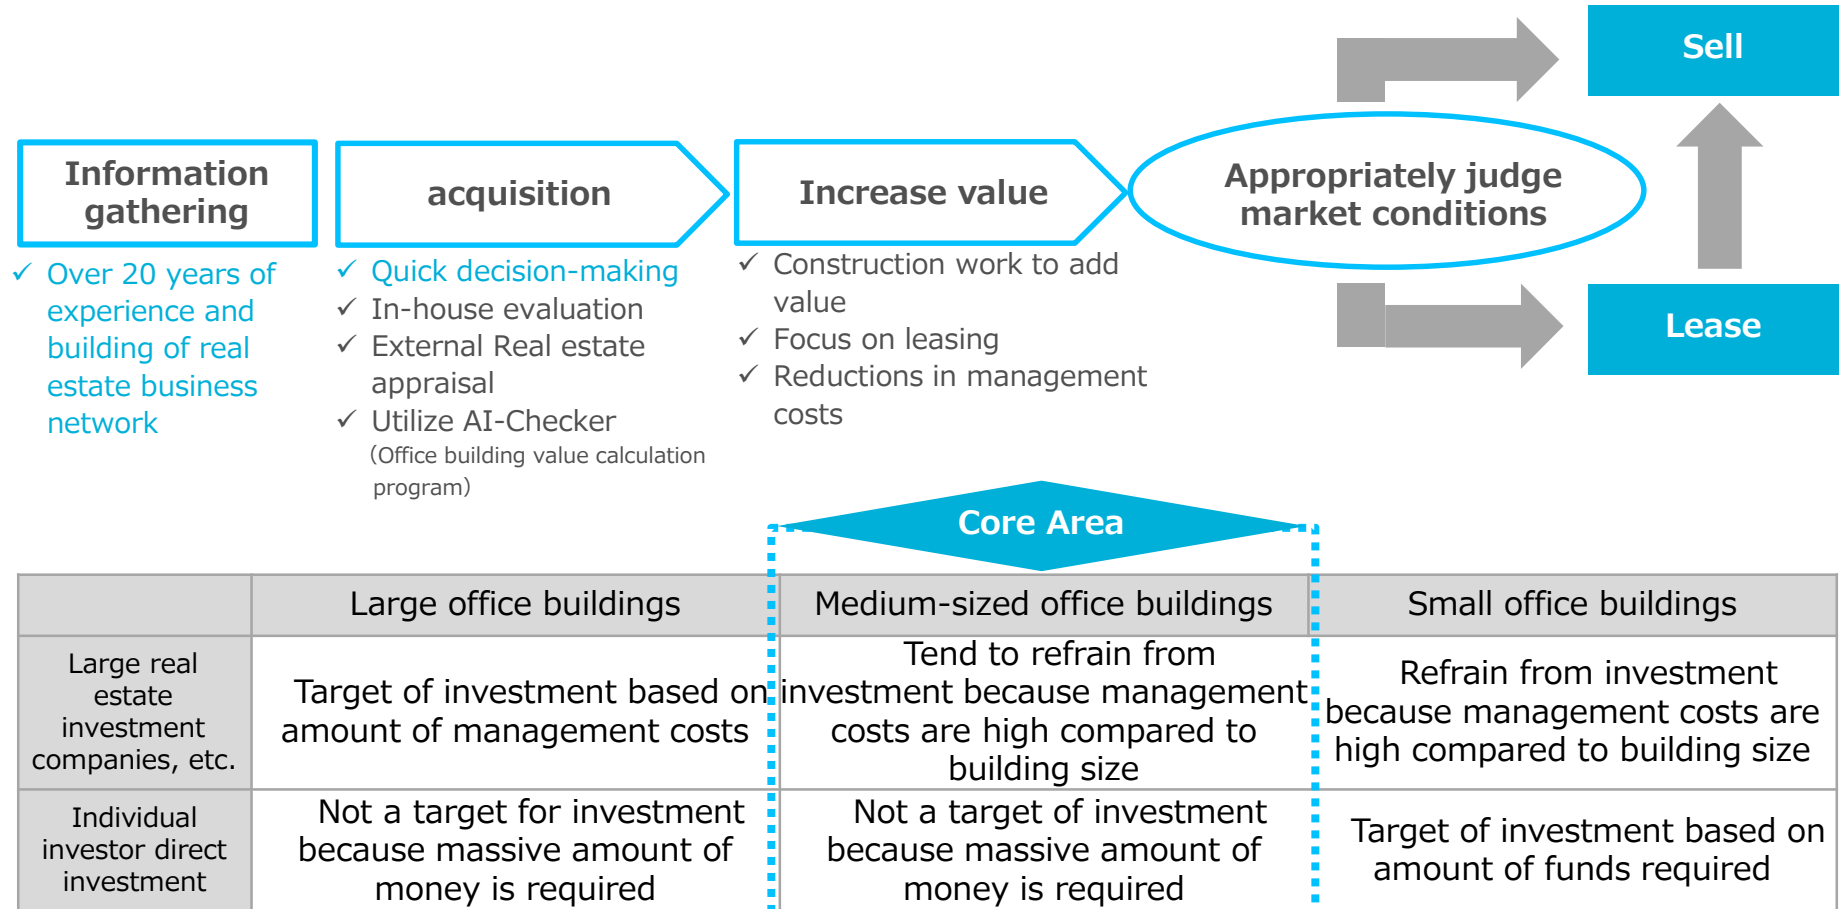 Sell
Information
gathering
acquisition
Increase value
Appropriately judge
market conditions
Lease
✓ Over 20 years of
experience and
building of real
estate business
network
✓ Quick decision-making
✓ In-house evaluation
✓ External Real estate
appraisal
✓ Utilize AI-Checker
(Office building value calculation
program)
✓ Construction work to add
value
✓ Focus on leasing
✓ Reductions in management
costs
Core Area
Large office buildings
Medium-sized office buildings
Small office buildings
Large real
estate
investment
companies, etc.
Target of investment based on
amount of management costs
Tend to refrain from
investment because management
costs are high compared to
building size
Refrain from investment
because management costs are
high compared to building size
Individual
investor direct
investment
Not a target for investment
because massive amount of
money is required
Not a target of investment
because massive amount of
money is required
Target of investment based on
amount of funds required